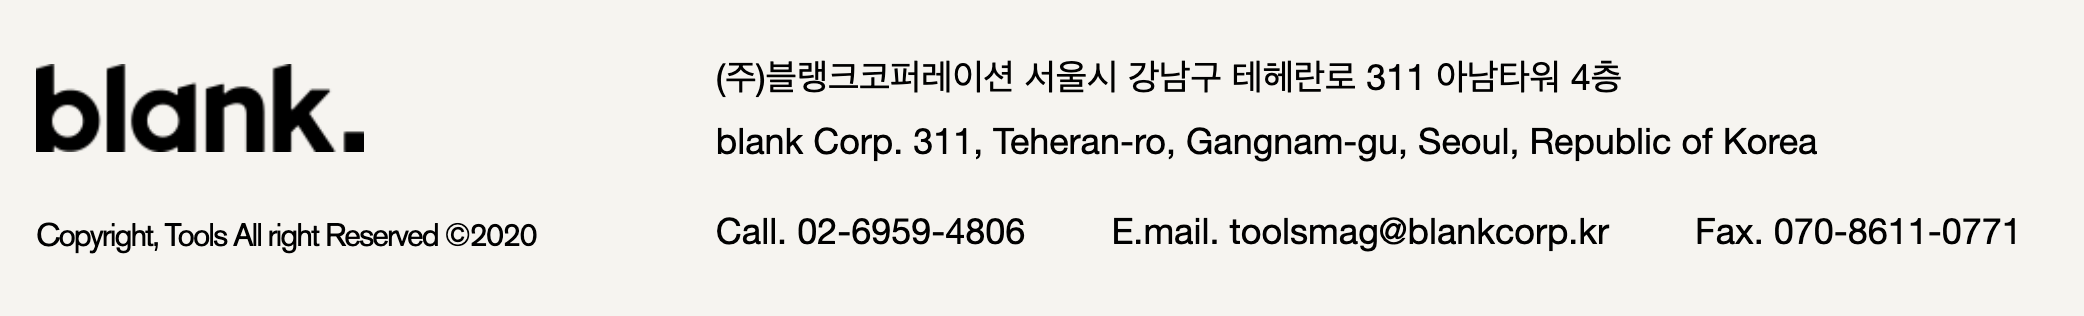 blank.
(주)블랭크코퍼레이션 서울시 강남구 테헤란로 311 아남타워 4층
blank Corp. 311, Teheran-ro, Gangnam-gu, Seoul, Republic of Korea
Copyright, Tools All right Reserved ©2020
Call. 02-6959-4806 E.mail. toolsmag@blankcorp.kr Fax. 070-8611-0771